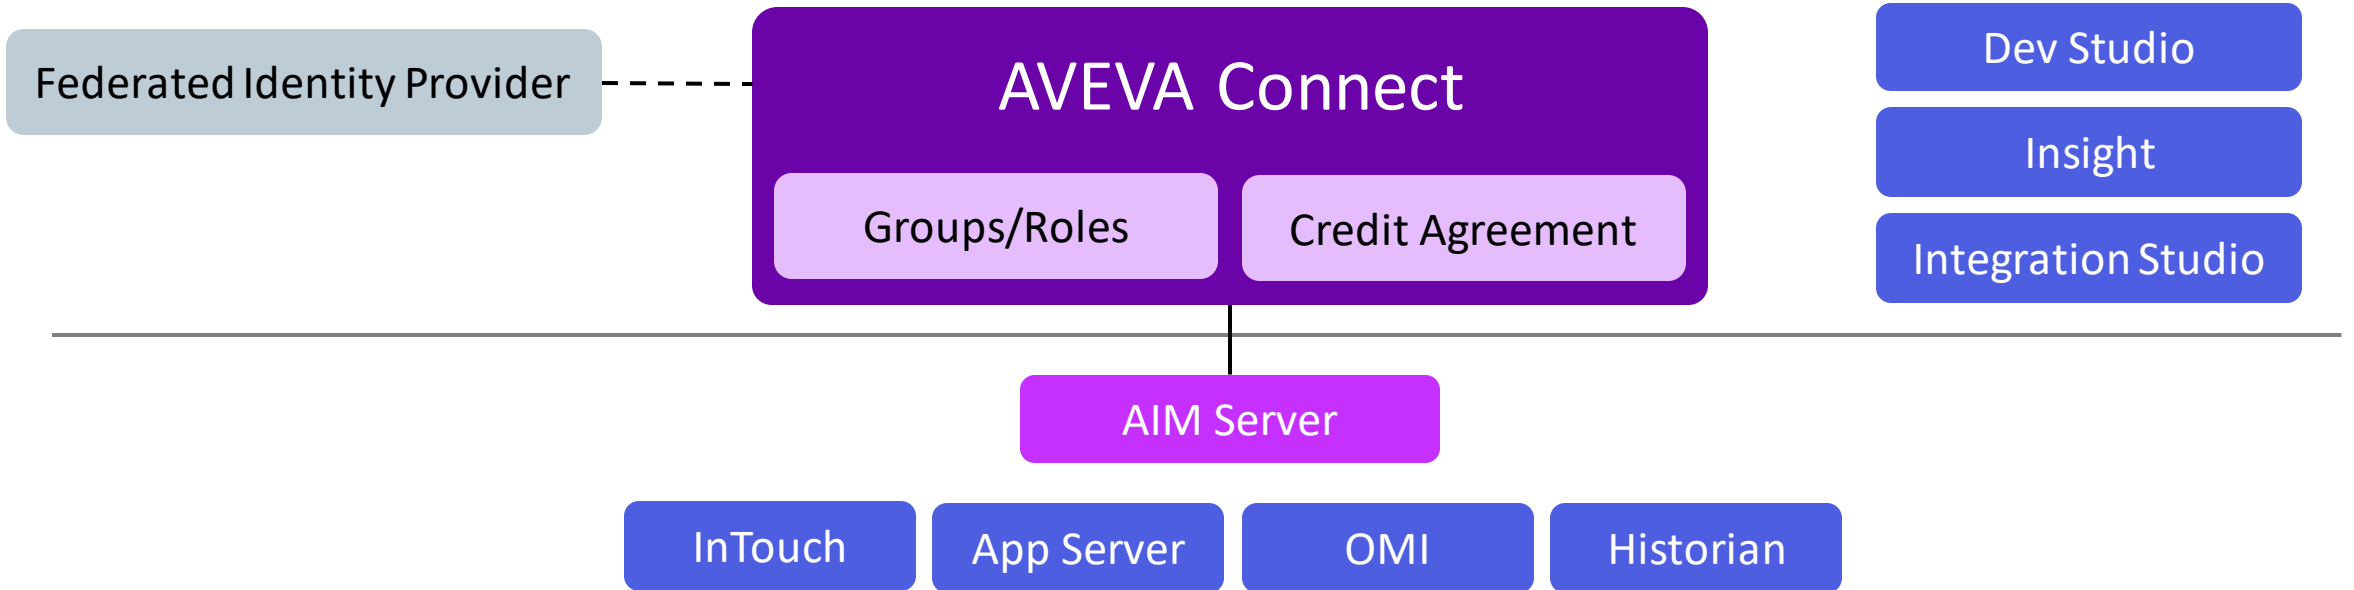 Federated Identity Provider
AVEVA Connect
Groups/Roles
Credit Agreement
Dev Studio
Insight
Integration Studio
AIM Server
InTouch
App Server
OMI
Historian